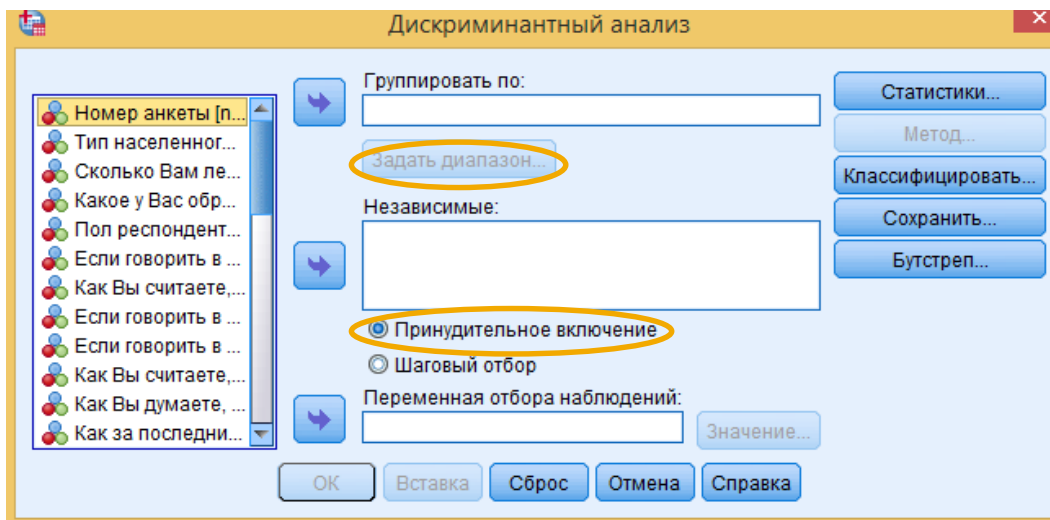 Дискриминантный анализ
Номер анкеты [n...
Тип населенног...
Сколько Вам ле...
Какое у Вас обр...
Пол респондент...
Если говорить в ...
Как Вы считаете,...
Если говорить в ...
Если говорить в ...
Как Вы считаете,...
Как Вы думаете, ...
Как за последни...
Группировать по:
Задать диапазон...
Независимые:
Принудительное включение
Шаговый отбор
Переменная отбора наблюдений:
Значение...
Статистики...
Метод...
Классифицировать...
Сохранить...
Бутстреп...
ОК
Вставка
Сброс
Отмена
Справка